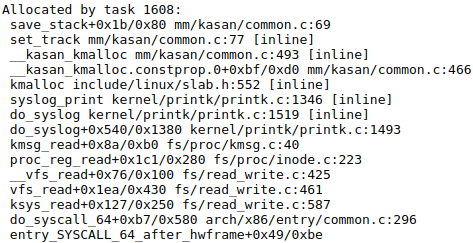 Allocated by task 1608:
save_stack+0x1b/0x80 mm/kasan/common.c:69
set_track mm/kasan/common.c:77 [inline]
__kasan_kmalloc mm/kasan/common.c:493 [inline]
__kasan_kmalloc.constprop.0+0xbf/0xd0 mm/kasan/common.c:466
kmalloc include/linux/slab.h:552 [inline]
syslog_print kernel/printk/printk.c:1346 [inline]
do_syslog kernel/printk/printk.c:1519 [inline]
do_syslog+0x540/0x1380 kernel/printk/printk.c:1493
kmsg_read+0x8a/0xb0 fs/proc/kmsg.c:40
proc_reg_read+0x1c1/0x280 fs/proc/inode.c:223
__vfs_read+0x76/0x100 fs/read_write.c:425
vfs_read+0x1ea/0x430 fs/read_write.c:461
ksys_read+0x127/0x250 fs/read_write.c:587
do_syscall_64+0xb7/0x580 arch/x86/entry/common.c:296
entry_SYSCALL_64_after_hwframe+0x49/0xbe